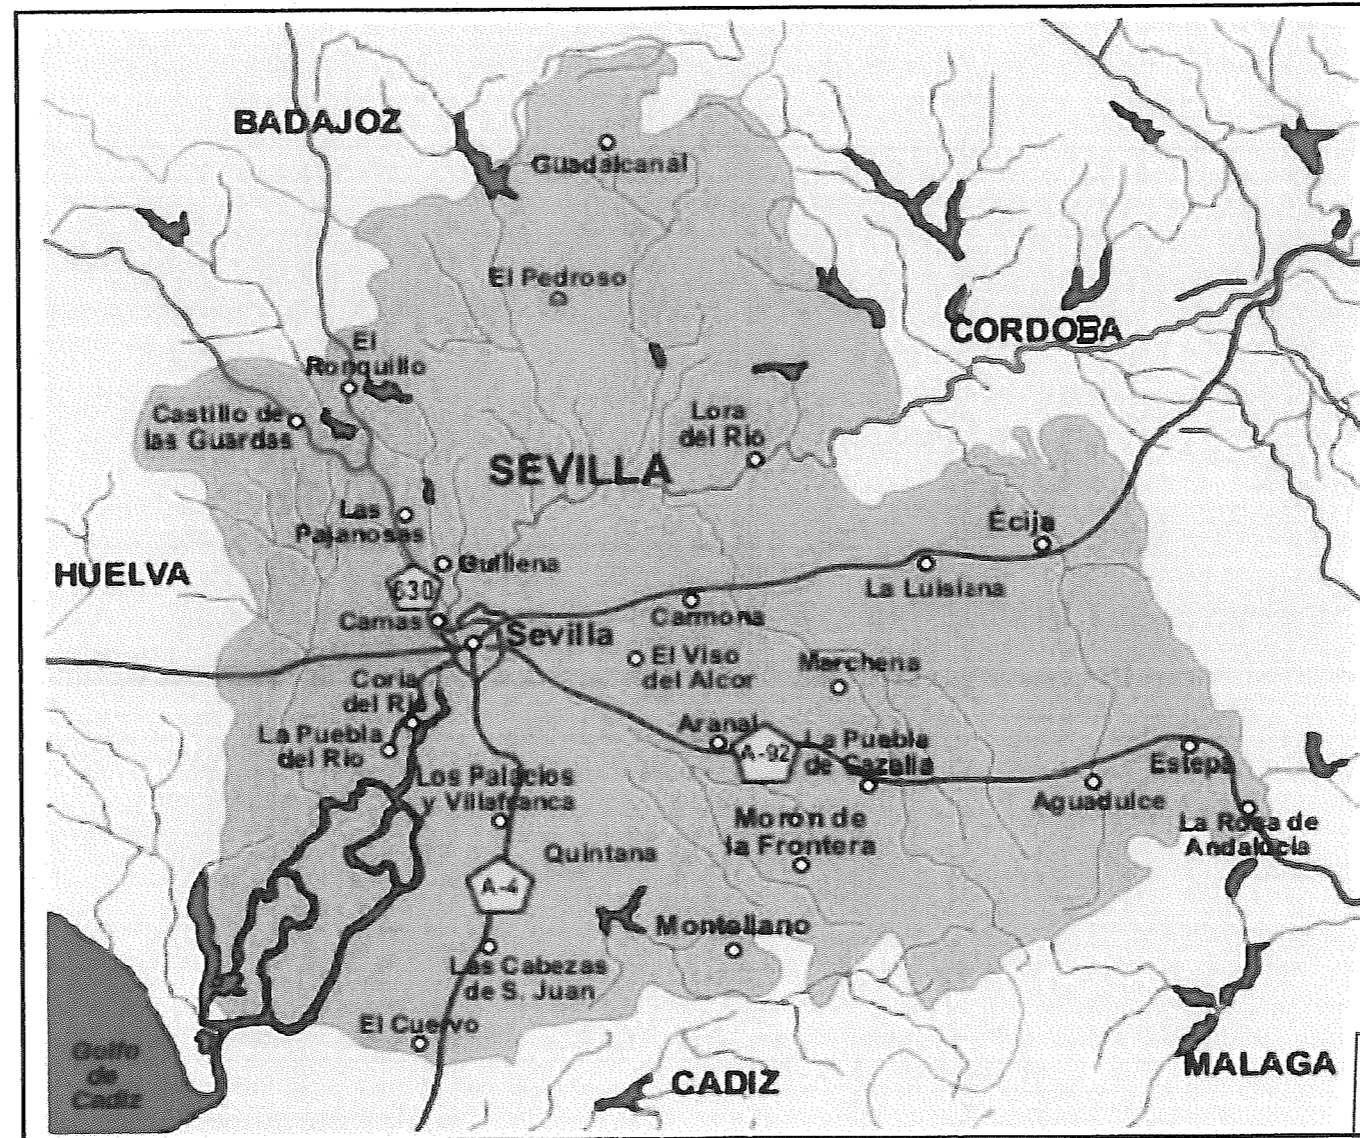 BADAJOZ
Guadalcanal
El Pedroso
CORDOBA
El
Ronquillo
Castillo de
las Guardas
Lora
del Rio
SEVILLA
Las
Pajanosas
Écija
HUELVA
Guillena
630
La Luisiana
Camas
Carmona
Sevilla
El Viso
del Alcor
Marchena
Coria
del Rio
Aranal
La Puebla
del Rio
A-92
La Puebla
de Cazalla
Estepa
Los Palacios
y Villafranca
Aguadulce
Morón de
la Frontera
La Roda de
Andalucia
Quintana
A-4
Montellano
Las Cabezas
de S. Juan
El Cuervo
Golfo
de
Cadiz
CADIZ
MALAGA